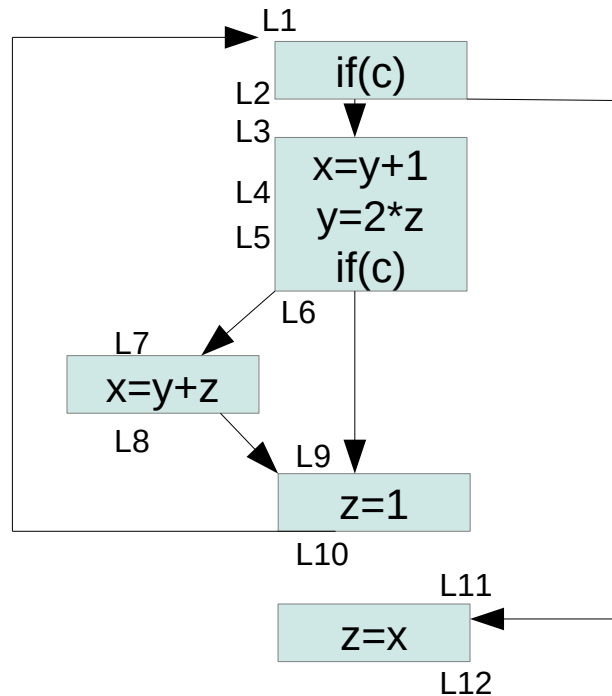 L1
if(c)
L2
L3
x=y+1
L4
y=2*z
L5
if(c)
L6
L7
x=y+z
L8
L9
z=1
L10
L11
z=x
L12